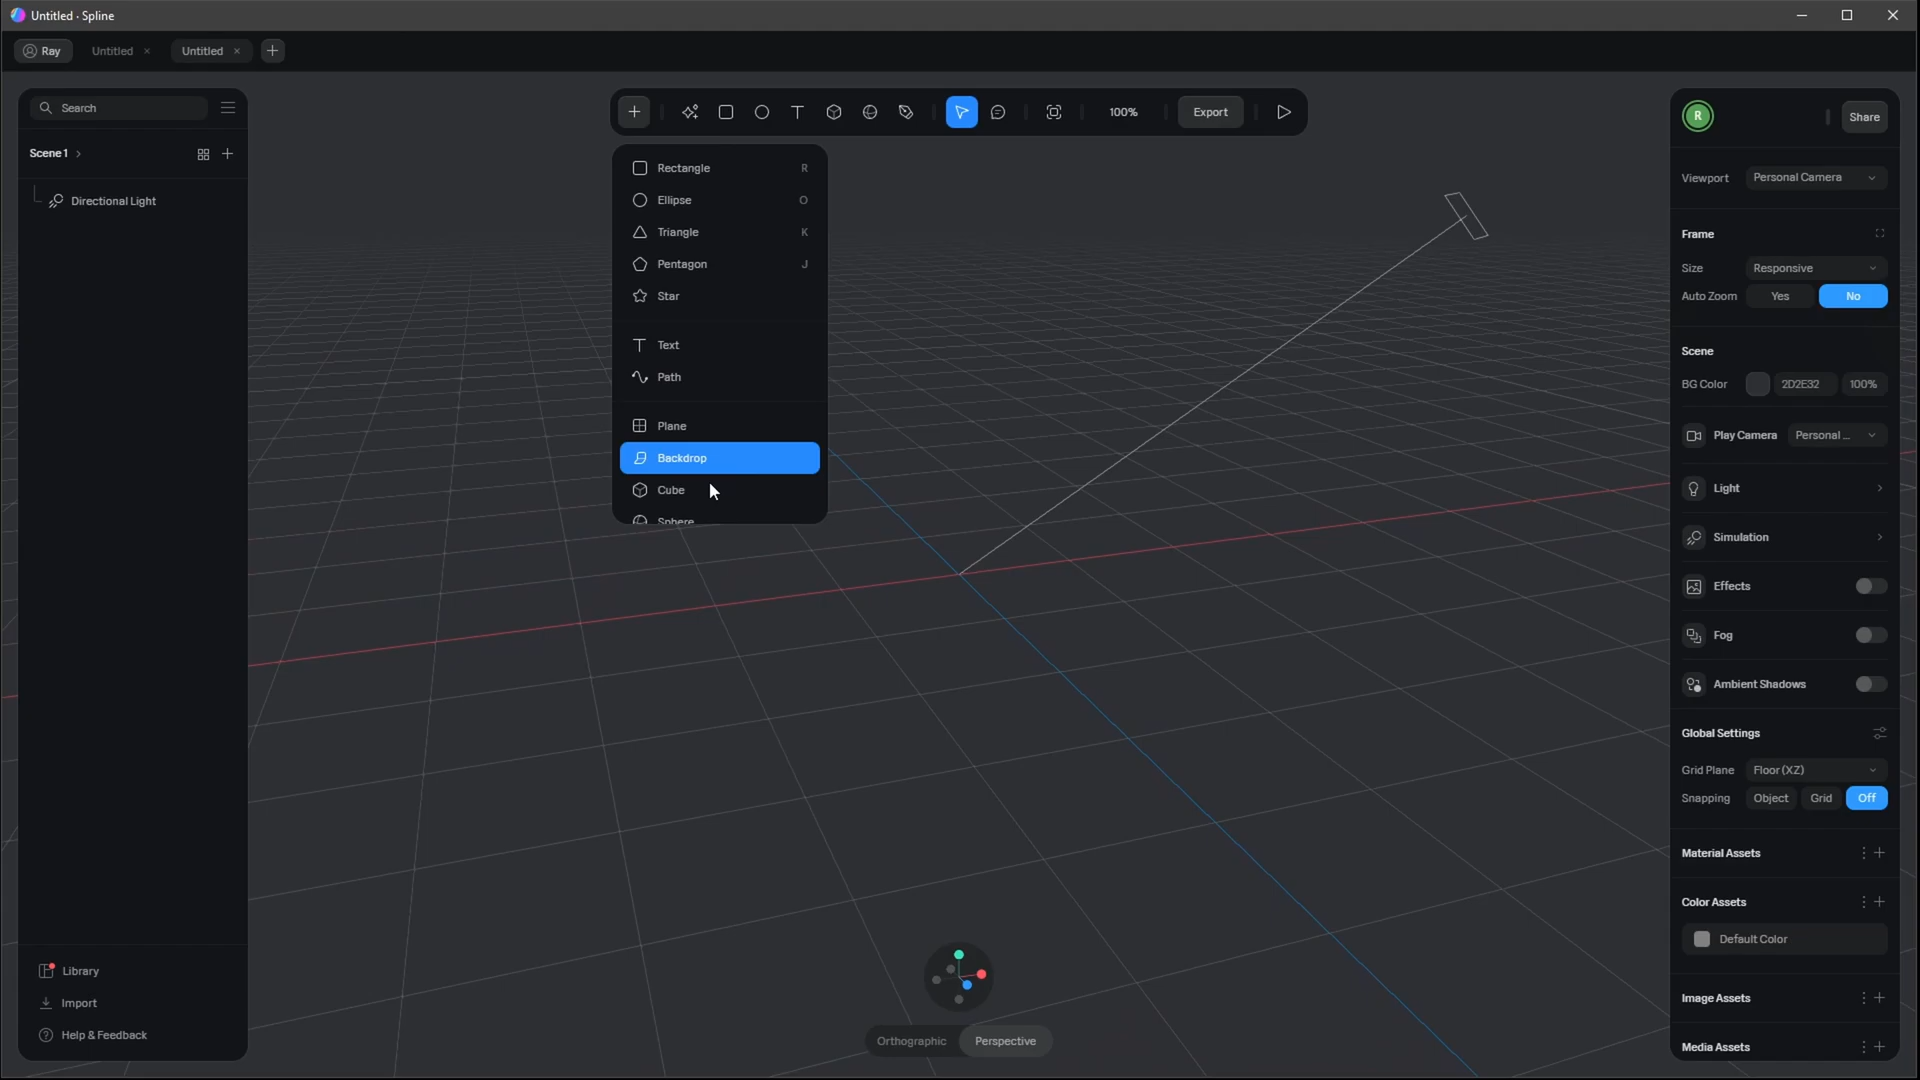 Untitled · Spline
Ray
Untitled
Untitled
Search
100%
Export
R
Share
Scene 1
Directional Light
Rectangle R
Ellipse O
Triangle K
Pentagon J
Star
Text
Path
Plane
Backdrop
Cube
Sphere
Viewport Personal Camera
Frame
Size Responsive
Auto Zoom Yes No
Scene
BG Color 2D2E32 100%
Play Camera Personal ...
Light
Simulation
Effects
Fog
Ambient Shadows
Global Settings
Grid Plane Floor (XZ)
Snapping Object Grid Off
Material Assets
Color Assets
Default Color
Image Assets
Media Assets
Library
Import
Help & Feedback
Orthographic Perspective